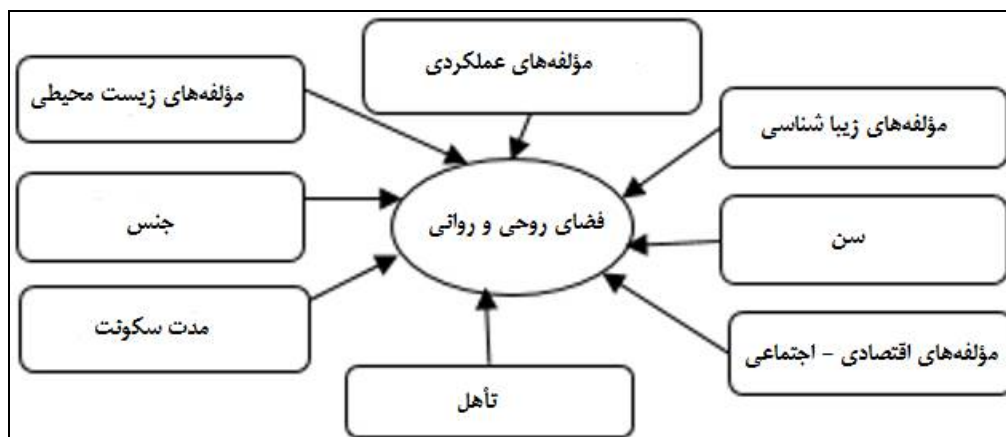 مؤلفه‌های عملکردی
مؤلفه‌های زیست محیطی
مؤلفه‌های زیبا شناسی
فضای روحی و روانی
جنس
سن
مدت سکونت
مؤلفه‌های اقتصادی - اجتماعی
تأهل